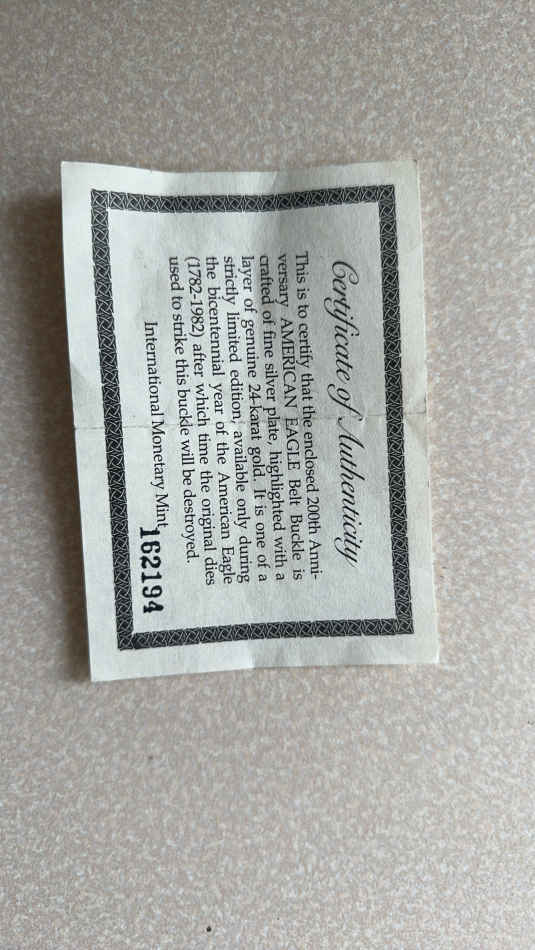 Certificate of Authenticity
This is to certify that the enclosed 200th Anni-
versary AMERICAN EAGLE Belt Buckle is
crafted of fine silver plate, highlighted with a
layer of genuine 24-karat gold. It is one of a
strictly limited edition, available only during
the bicentennial year of the American Eagle
(1782-1982) after which time the original dies
used to strike this buckle will be destroyed.
International Monetary Mint
162194